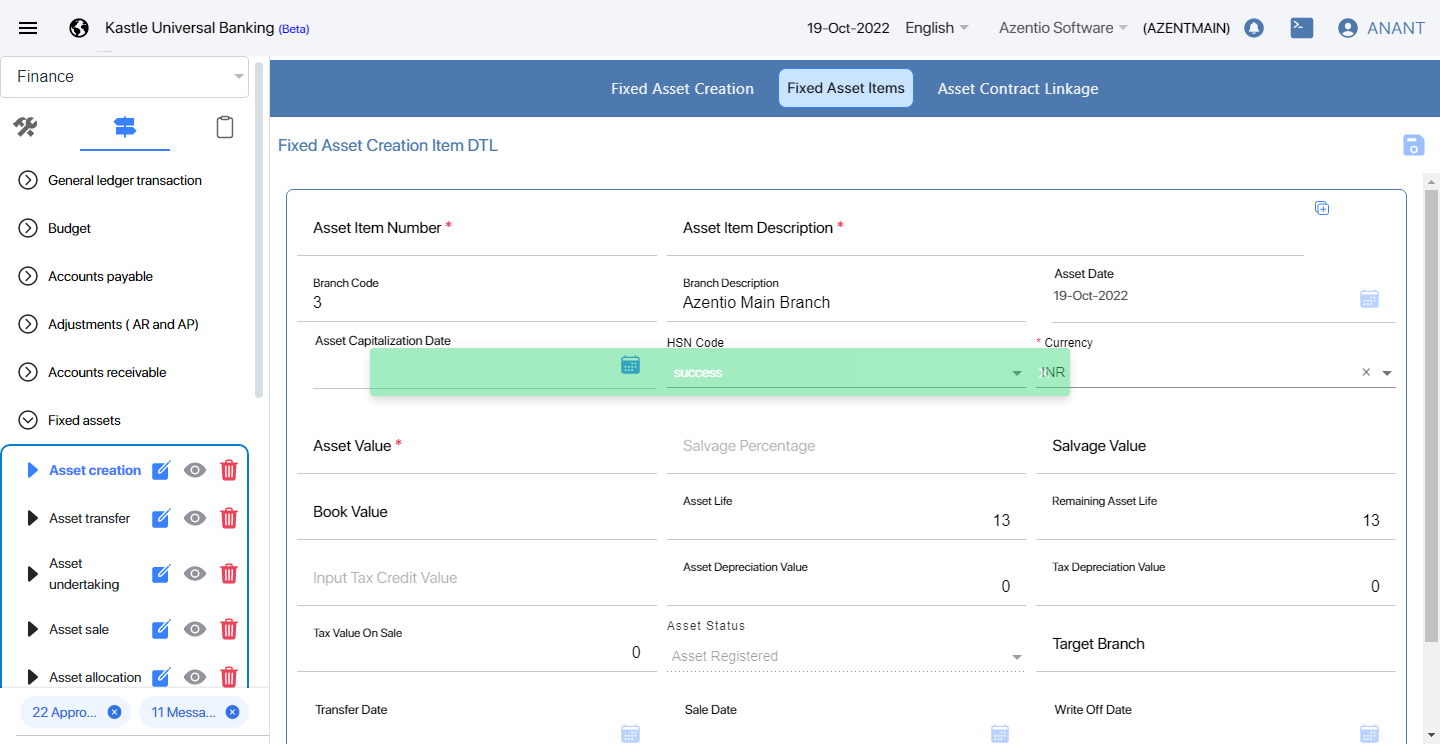 Kastle Universal Banking (Beta) 19-Oct-2022 English Azentio Software (AZENTMAIN) ANANT
Finance
General ledger transaction
Budget
Accounts payable
Adjustments ( AR and AP)
Accounts receivable
Fixed assets
Asset creation
Asset transfer
Asset
undertaking
Asset sale
Asset allocation
22 Appro... 11 Messa...
Fixed Asset Creation Fixed Asset Items Asset Contract Linkage
Fixed Asset Creation Item DTL
Asset Item Number * Asset Item Description *
Branch Code Branch Description Asset Date
3 Azentio Main Branch 19-Oct-2022
Asset Capitalization Date HSN Code * Currency
success × INR ×
Asset Value * Salvage Percentage Salvage Value
Book Value Asset Life Remaining Asset Life
13 13
Input Tax Credit Value Asset Depreciation Value Tax Depreciation Value
0 0
Tax Value On Sale Asset Status Target Branch
0 Asset Registered
Transfer Date Sale Date Write Off Date